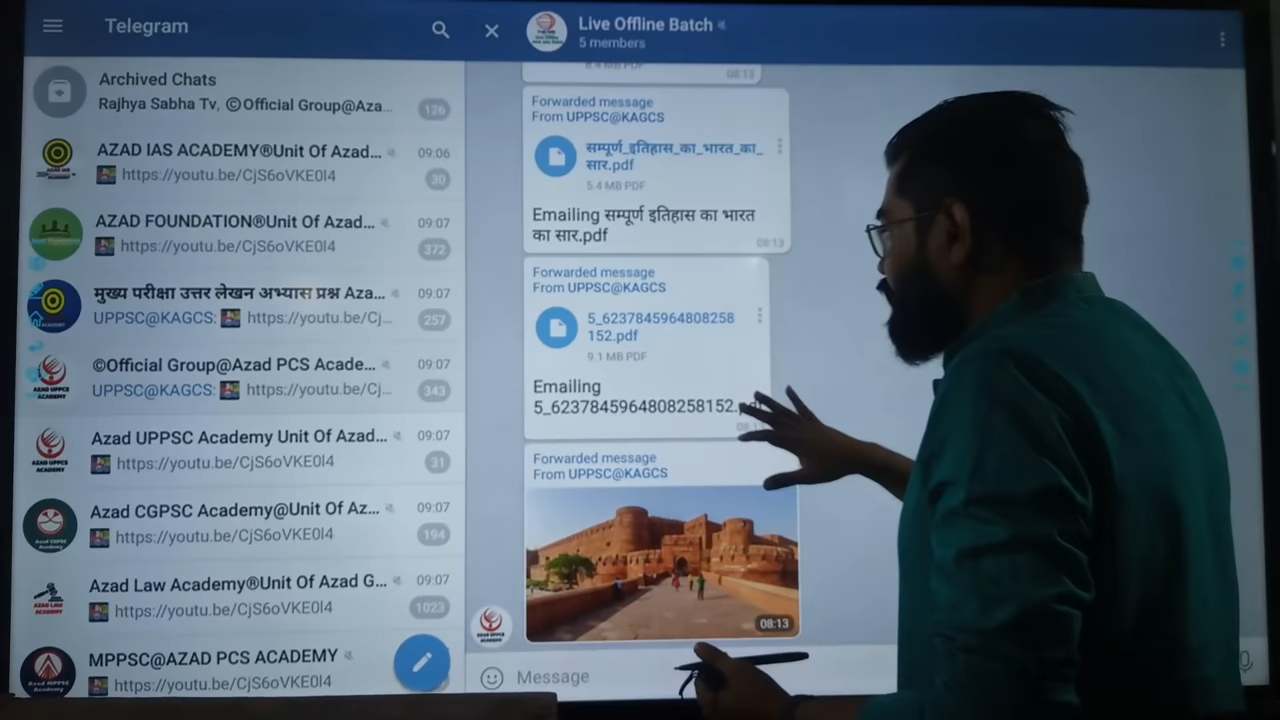 Telegram
Archived Chats
Rajhya Sabha Tv, ©Official Group@Aza...
126
AZAD IAS ACADEMY®Unit Of Azad...
09:06
https://youtu.be/CjS6oVKE0I4
30
AZAD FOUNDATION®Unit Of Azad...
09:07
https://youtu.be/CjS6oVKE0I4
372
मुख्य परीक्षा उत्तर लेखन अभ्यास प्रश्न Aza...
09:07
UPPSC@KAGCS: https://youtu.be/Cj...
257
©Official Group@Azad PCS Acade...
09:07
UPPSC@KAGCS: https://youtu.be/Cj...
343
Azad UPPSC Academy Unit Of Azad...
09:07
https://youtu.be/CjS6oVKE0I4
31
Azad CGPSC Academy@Unit Of Az...
09:07
https://youtu.be/CjS6oVKE0I4
194
Azad Law Academy®Unit Of Azad G...
09:07
https://youtu.be/CjS6oVKE0I4
1023
MPPSC@AZAD PCS ACADEMY
https://youtu.be/CjS6oVKE0I4
Live Offline Batch
5 members
08:13
Forwarded message
From UPPSC@KAGCS
सम्पूर्ण_इतिहास_का_भारत_का_
सार.pdf
5.4 MB PDF
Emailing सम्पूर्ण इतिहास का भारत
का सार.pdf
08:13
Forwarded message
From UPPSC@KAGCS
5_6237845964808258
152.pdf
9.1 MB PDF
Emailing
5_6237845964808258152.pdf
Forwarded message
From UPPSC@KAGCS
08:13
Message